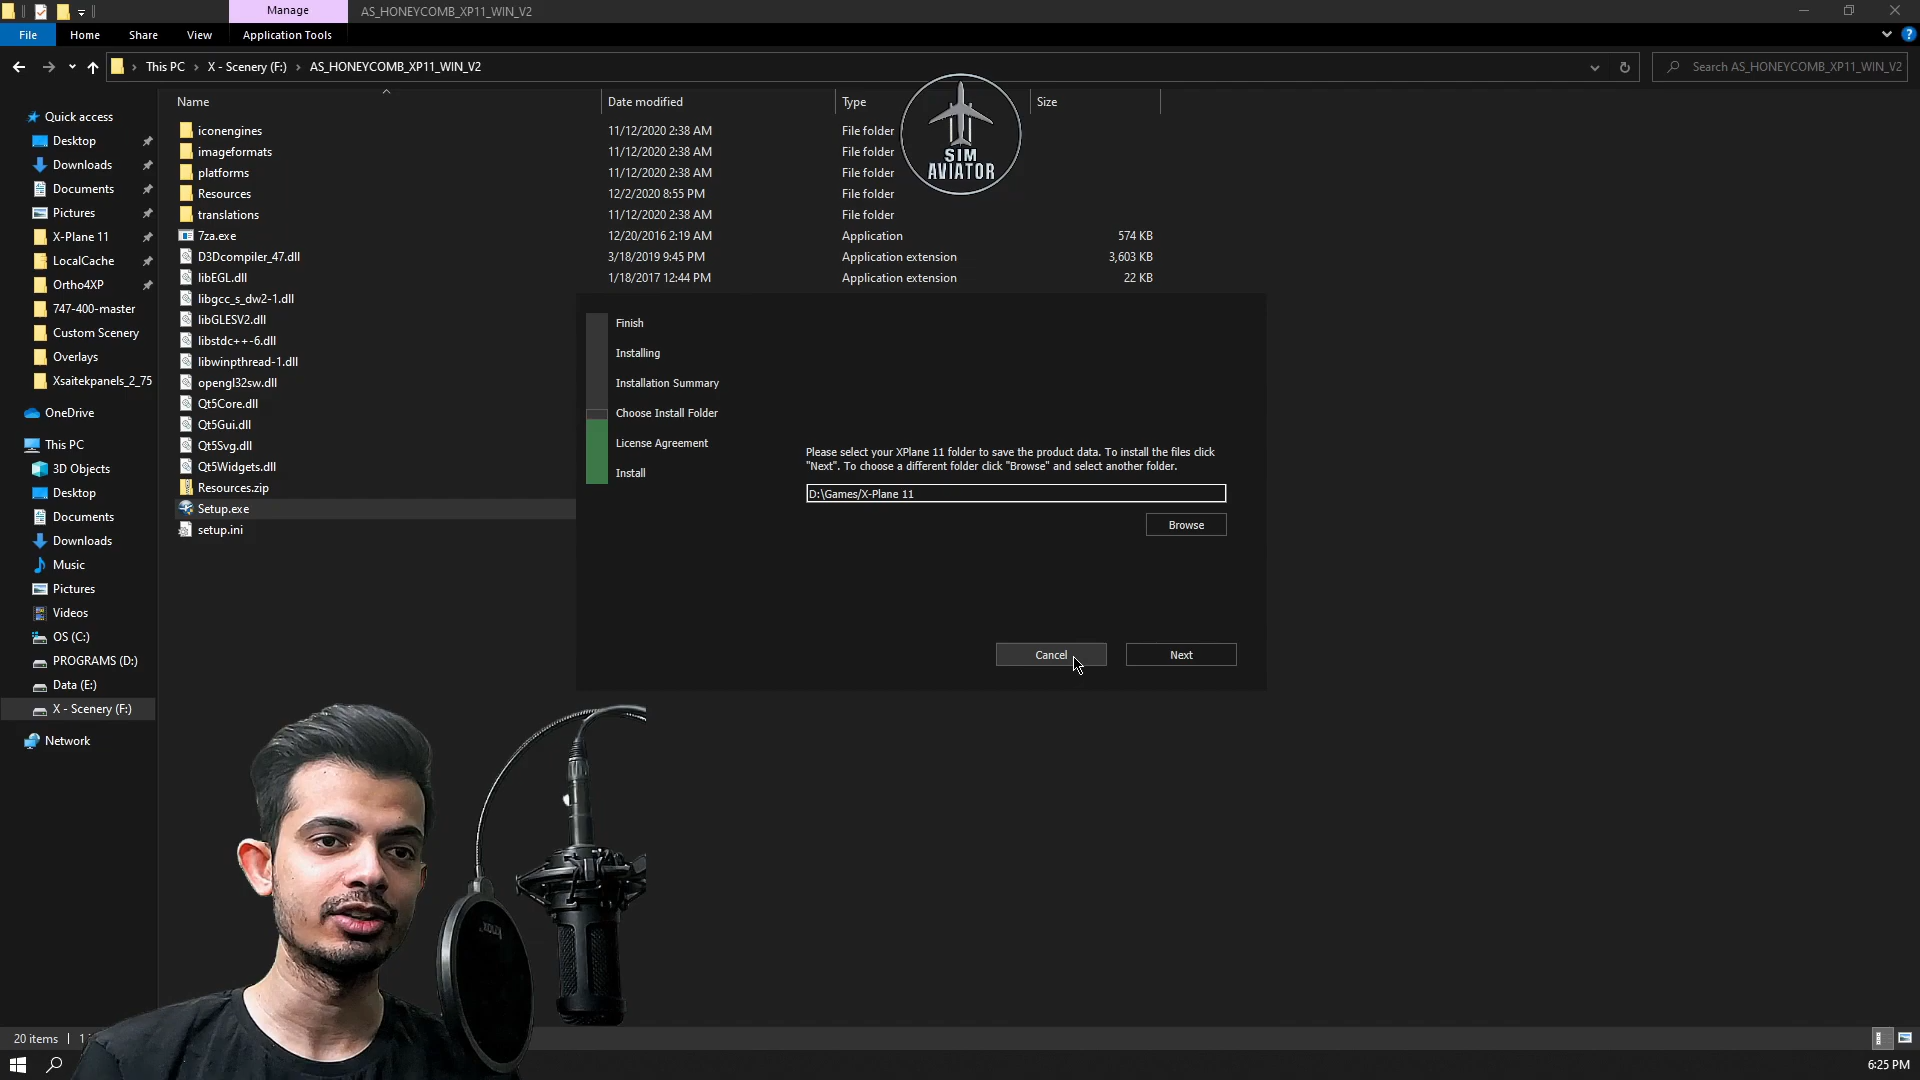 Manage
AS_HONEYCOMB_XP11_WIN_V2
File
Home
Share
View
Application Tools
?
This PC
X - Scenery (F:)
AS_HONEYCOMB_XP11_WIN_V2
Search AS_HONEYCOMB_XP11_WIN_V2
Name
Date modified
Type
Size
Quick access
Desktop
Downloads
Documents
Pictures
X-Plane 11
LocalCache
Ortho4XP
747-400-master
Custom Scenery
Overlays
Xsaitekpanels_2_75
OneDrive
This PC
3D Objects
Desktop
Documents
Downloads
Music
Pictures
Videos
OS (C:)
PROGRAMS (D:)
Data (E:)
X - Scenery (F:)
Network
iconengines 11/12/2020 2:38 AM File folder
imageformats 11/12/2020 2:38 AM File folder
platforms 11/12/2020 2:38 AM File folder
Resources 12/2/2020 8:55 PM File folder
translations 11/12/2020 2:38 AM File folder
7za.exe 12/20/2016 2:19 AM Application 574 KB
D3Dcompiler_47.dll 3/18/2019 9:45 PM Application extension 3,603 KB
libEGL.dll 1/18/2017 12:44 PM Application extension 22 KB
libgcc_s_dw2-1.dll
libGLESV2.dll
libstdc++-6.dll
libwinpthread-1.dll
opengl32sw.dll
Qt5Core.dll
Qt5Gui.dll
Qt5Svg.dll
Qt5Widgets.dll
Resources.zip
Setup.exe
setup.ini
SIM
AVIATOR
Finish
Installing
Installation Summary
Choose Install Folder
License Agreement
Install
Please select your XPlane 11 folder to save the product data. To install the files click
"Next". To choose a different folder click "Browse" and select another folder.
D:\Games/X-Plane 11
Browse
Cancel
Next
knox
20 items
1
6:25 PM